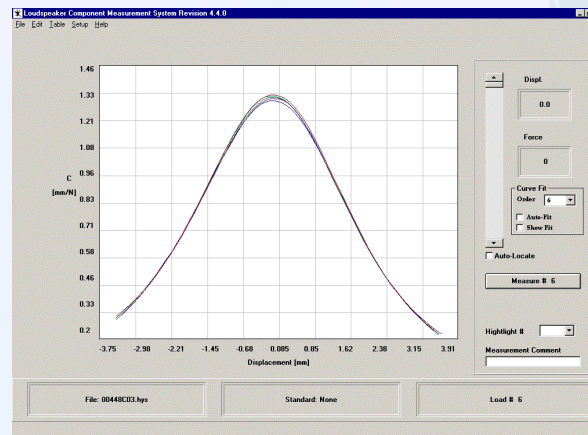 Loudspeaker Component Measurement System Revision 4.4.0
File Edit Table Setup Help
1.46
1.33
1.21
1.08
0.96
C
[mm/N]
0.83
0.71
0.58
0.46
0.33
0.2
-3.75 -2.98 -2.21 -1.45 -0.68 0.085 0.85 1.62 2.38 3.15 3.91
Displacement [mm]
Displ.
0.0
Force
0
Curve Fit
Order 6
Auto-Fit
Show Fit
Auto-Locate
Measure # 6
Hightlight #
Measurement Comment
File: 00448C03.hys
Standard: None
Load # 6